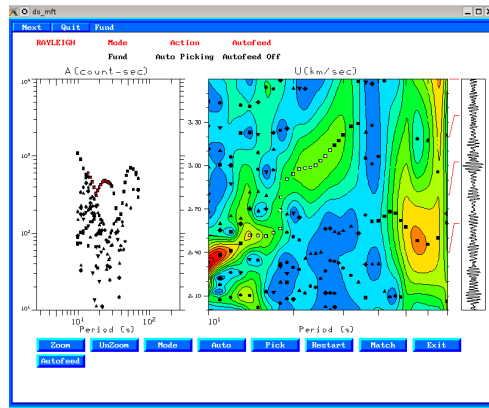 do_mft
Next Quit Fund
RAYLEIGH Mode Action Autofeed
Fund Auto Picking Autofeed Off
A(count-sec) U(km/sec)
10⁴
3.30
10³
3.00
2.70
10²
2.40
2.10
10¹
10¹ 10² 10¹
Period (s) Period (s)
Zoom UnZoom Mode Auto Pick Restart Match Exit
Autofeed